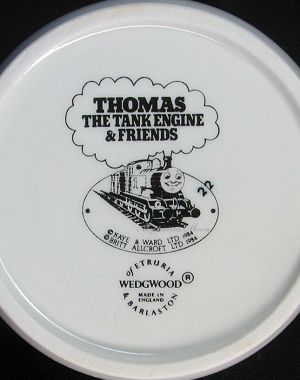 THOMAS
THE TANK ENGINE
& FRIENDS
22
© KAYE & WARD LTD 1984
© BRITT ALLCROFT LTD 1984
OF ETRURIA
WEDGWOOD®
MADE IN
ENGLAND
& BARLASTON